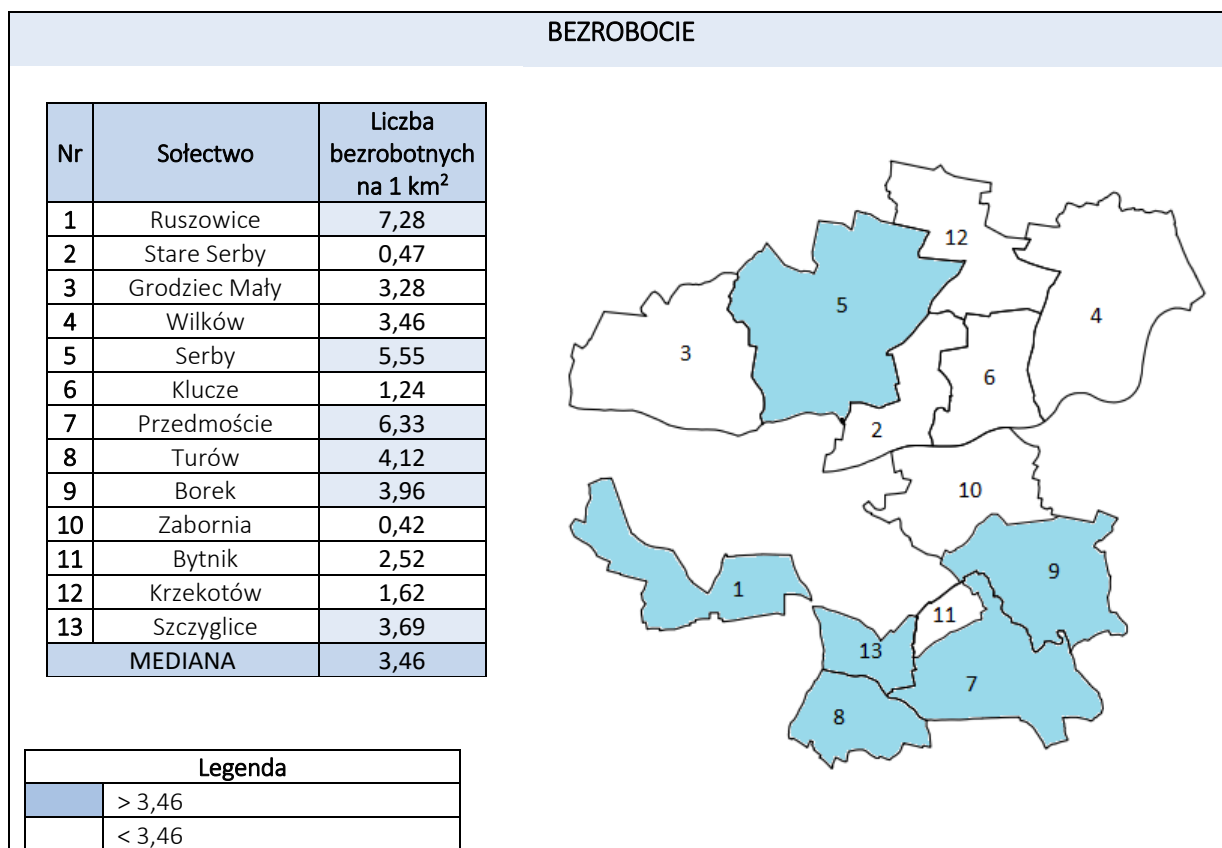 BEZROBOCIE
Nr Sołectwo Liczba bezrobotnych na 1 km²
1 Ruszowice 7,28
2 Stare Serby 0,47
3 Grodziec Mały 3,28
4 Wilków 3,46
5 Serby 5,55
6 Klucze 1,24
7 Przedmoście 6,33
8 Turów 4,12
9 Borek 3,96
10 Zabornia 0,42
11 Bytnik 2,52
12 Krzekotów 1,62
13 Szczyglice 3,69
MEDIANA 3,46
12
5
4
3
6
2
10
9
1
11
13
7
8
Legenda
> 3,46
< 3,46